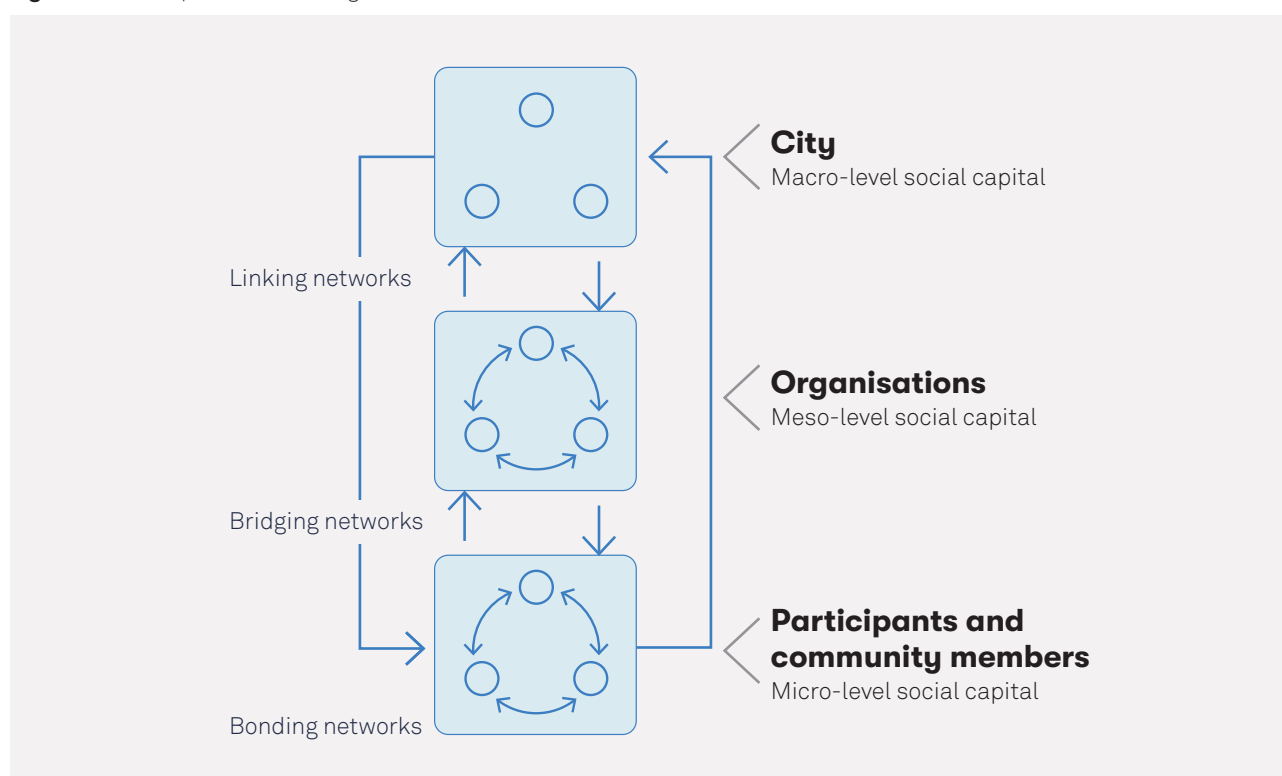 City
Macro-level social capital
Linking networks
Organisations
Meso-level social capital
Bridging networks
Participants and
community members
Micro-level social capital
Bonding networks